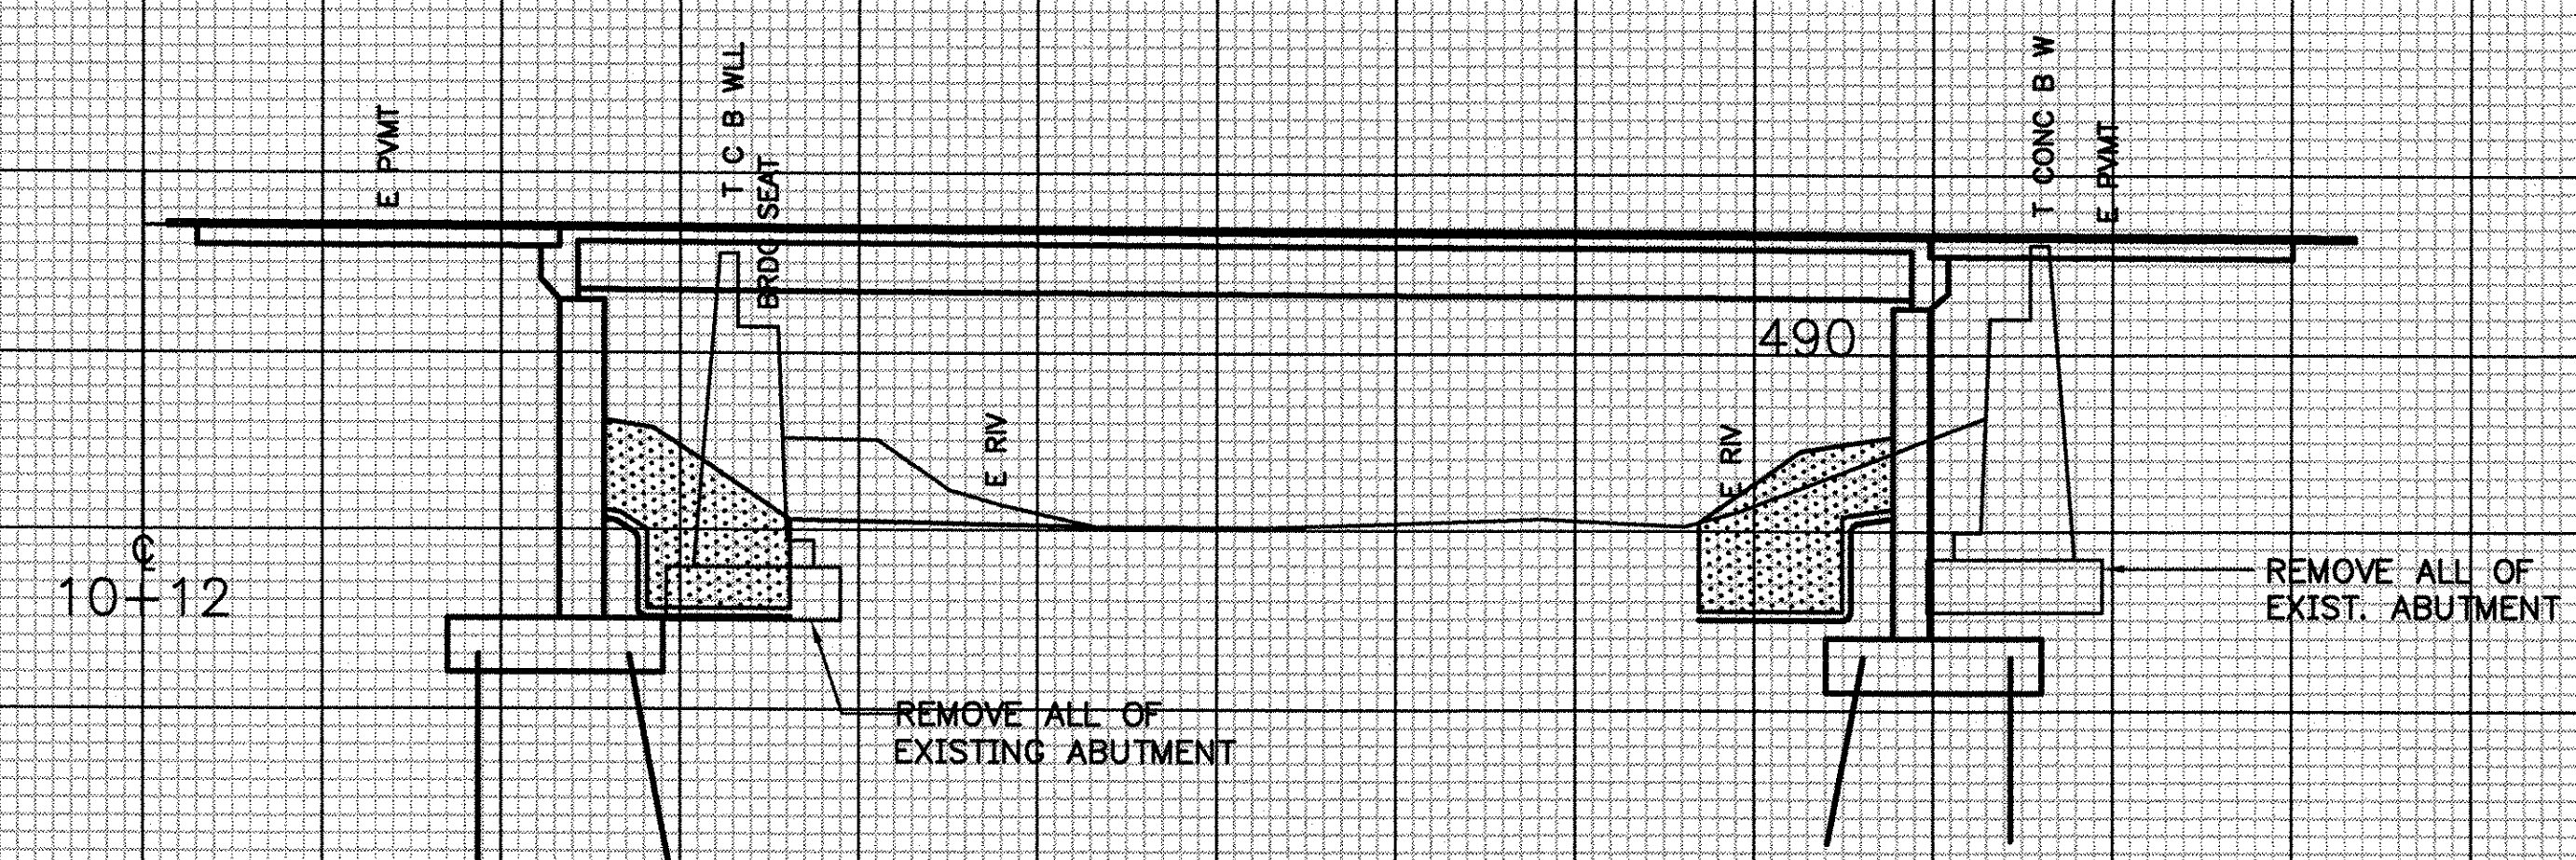 E PVMT
T C B WLL
BRDG SEAT
T CONC B W
E PVMT
490
E RIV
E RIV
℄
10+12
REMOVE ALL OF
EXIST. ABUTMENT
REMOVE ALL OF
EXISTING ABUTMENT